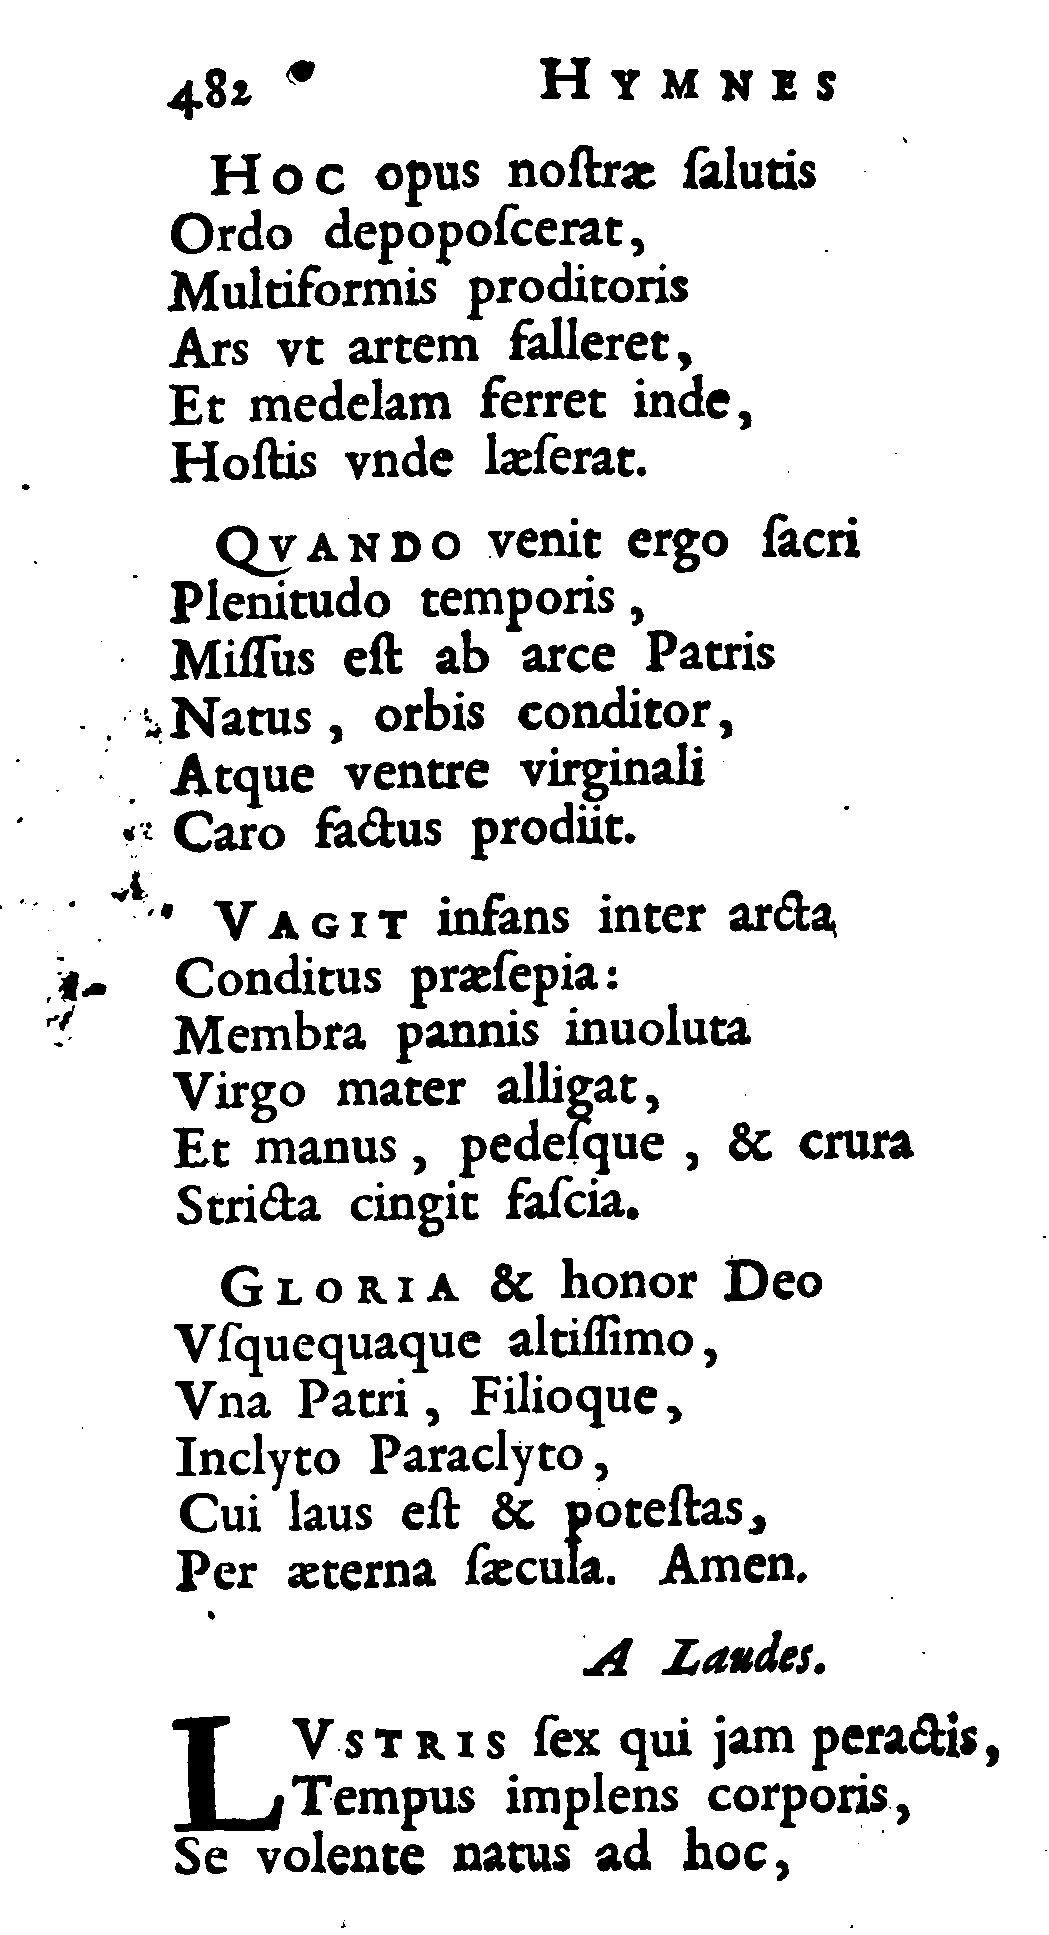 482 HYMNES
HOC opus noſtræ ſalutis
Ordo depopoſcerat,
Multiformis proditoris
Ars vt artem falleret,
Et medelam ferret inde,
Hoſtis vnde læſerat.
QVANDO venit ergo ſacri
Plenitudo temporis,
Miſſus eſt ab arce Patris
Natus, orbis conditor,
Atque ventre virginali
Caro factus prodiit.
VAGIT infans inter arcta
Conditus præſepia:
Membra pannis inuoluta
Virgo mater alligat,
Et manus, pedeſque, & crura
Stricta cingit faſcia.
GLORIA & honor Deo
Vſquequaque altiſſimo,
Vna Patri, Filioque,
Inclyto Paraclyto,
Cui laus eſt & poteſtas,
Per æterna ſæcula. Amen.
A Laudes.
LVSTRIS ſex qui jam peractis,
Tempus implens corporis,
Se volente natus ad hoc,